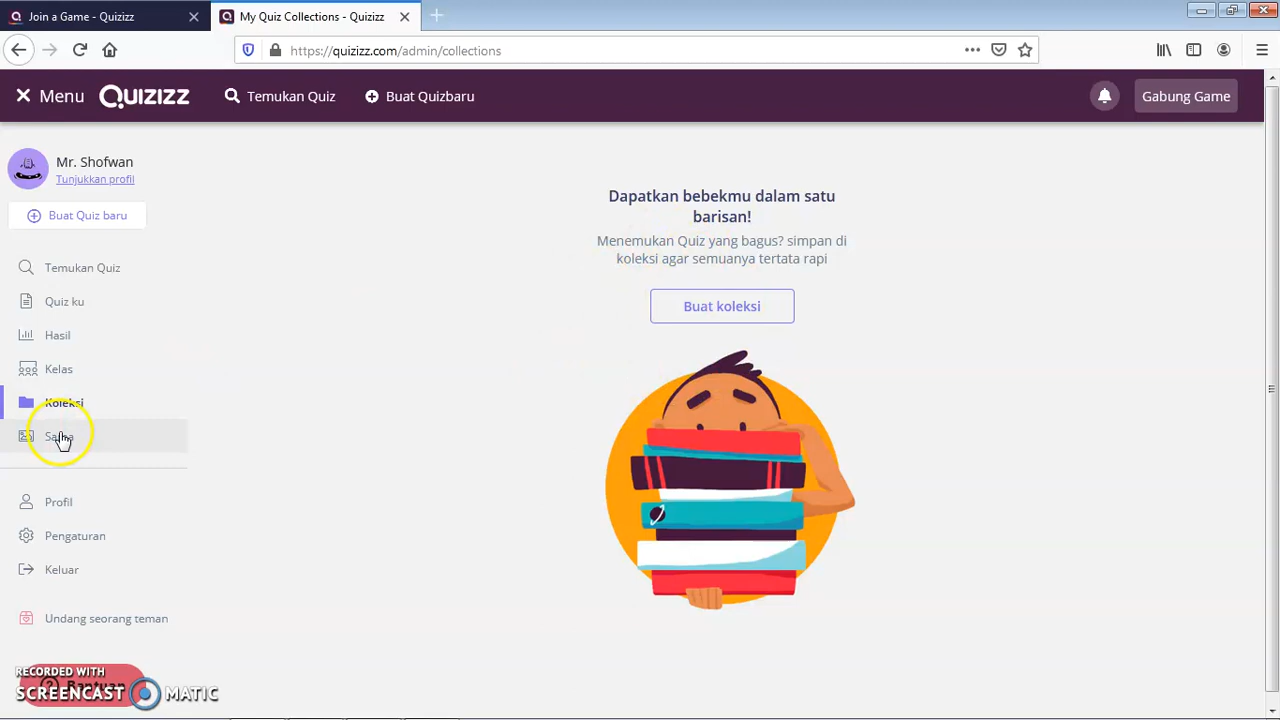 Join a Game - Quizizz
My Quiz Collections - Quizizz
https://quizizz.com/admin/collections
Menu
QUIZIZZ
Temukan Quiz
Buat Quizbaru
Gabung Game
Mr. Shofwan
Tunjukkan profil
Buat Quiz baru
Temukan Quiz
Quiz ku
Hasil
Kelas
Koleksi
Profil
Pengaturan
Keluar
Undang seorang teman
Bantuan
Dapatkan bebekmu dalam satu
barisan!
Menemukan Quiz yang bagus? simpan di
koleksi agar semuanya tertata rapi
Buat koleksi
RECORDED WITH
SCREENCAST MATIC